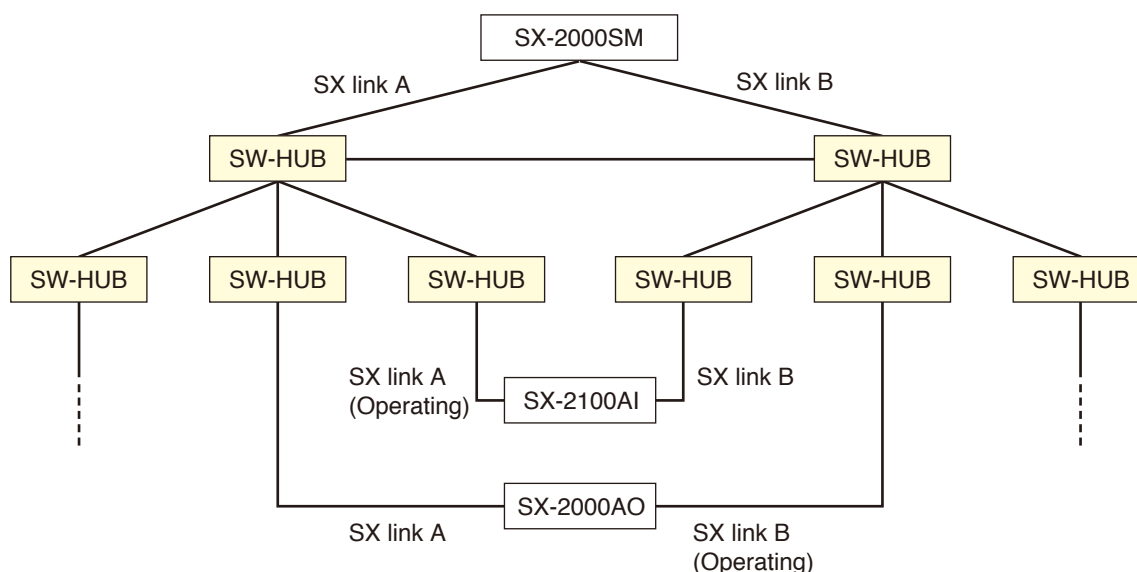 SX-2000SM
SX link A
SX link B
SW-HUB
SW-HUB
SW-HUB
SW-HUB
SW-HUB
SW-HUB
SW-HUB
SW-HUB
SX link A
(Operating)
SX-2100AI
SX link B
SX-2000AO
SX link A
SX link B
(Operating)